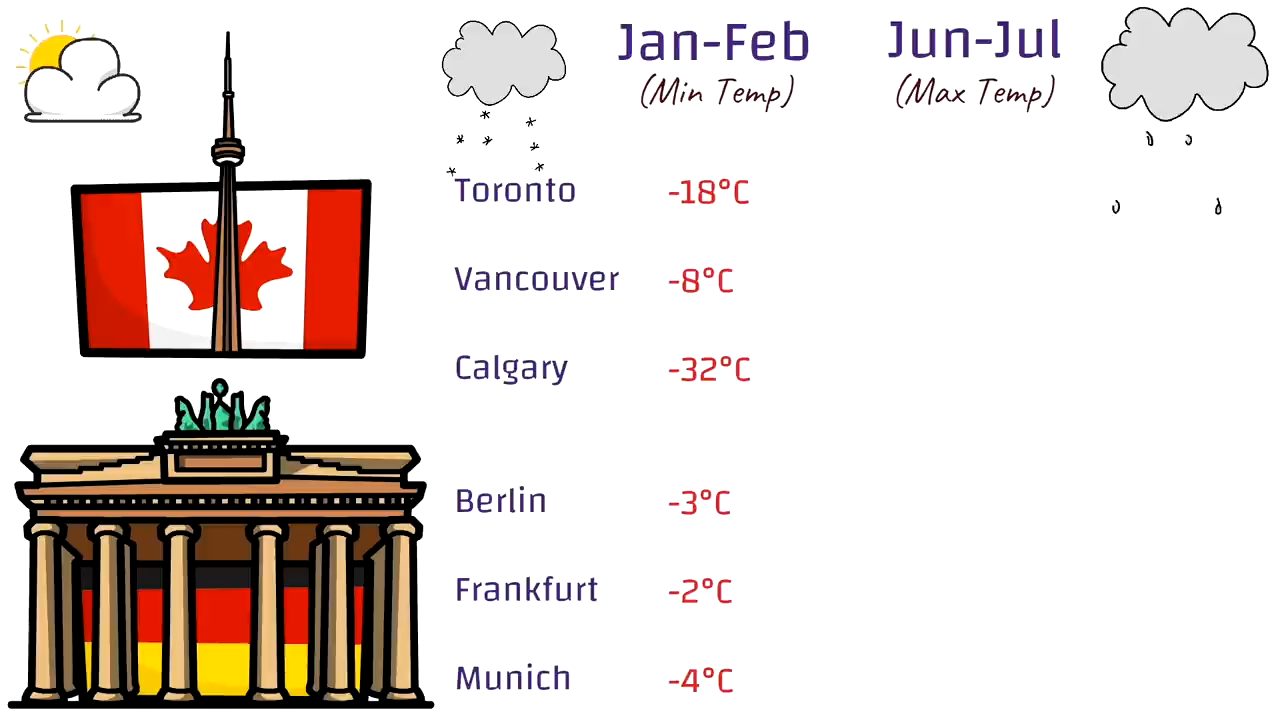 Jan-Feb Jun-Jul
(Min Temp) (Max Temp)
Toronto -18°C
Vancouver -8°C
Calgary -32°C
Berlin -3°C
Frankfurt -2°C
Munich -4°C